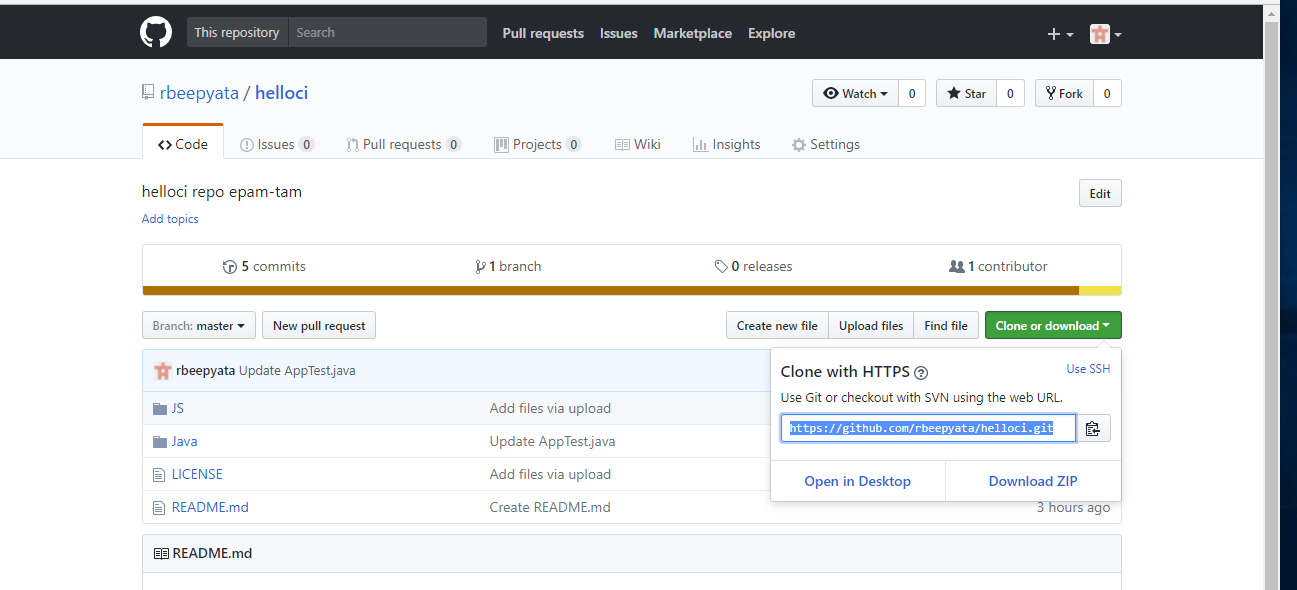 This repository Search Pull requests Issues Marketplace Explore
rbeepyata / helloci Watch 0 Star 0 Fork 0
Code Issues 0 Pull requests 0 Projects 0 Wiki Insights Settings
helloci repo epam-tam Edit
Add topics
5 commits 1 branch 0 releases 1 contributor
Branch: master New pull request Create new file Upload files Find file Clone or download
rbeepyata Update AppTest.java
JS Add files via upload
Java Update AppTest.java
LICENSE Add files via upload
README.md Create README.md 3 hours ago
Clone with HTTPS Use SSH
Use Git or checkout with SVN using the web URL.
https://github.com/rbeepyata/helloci.git
Open in Desktop Download ZIP
README.md